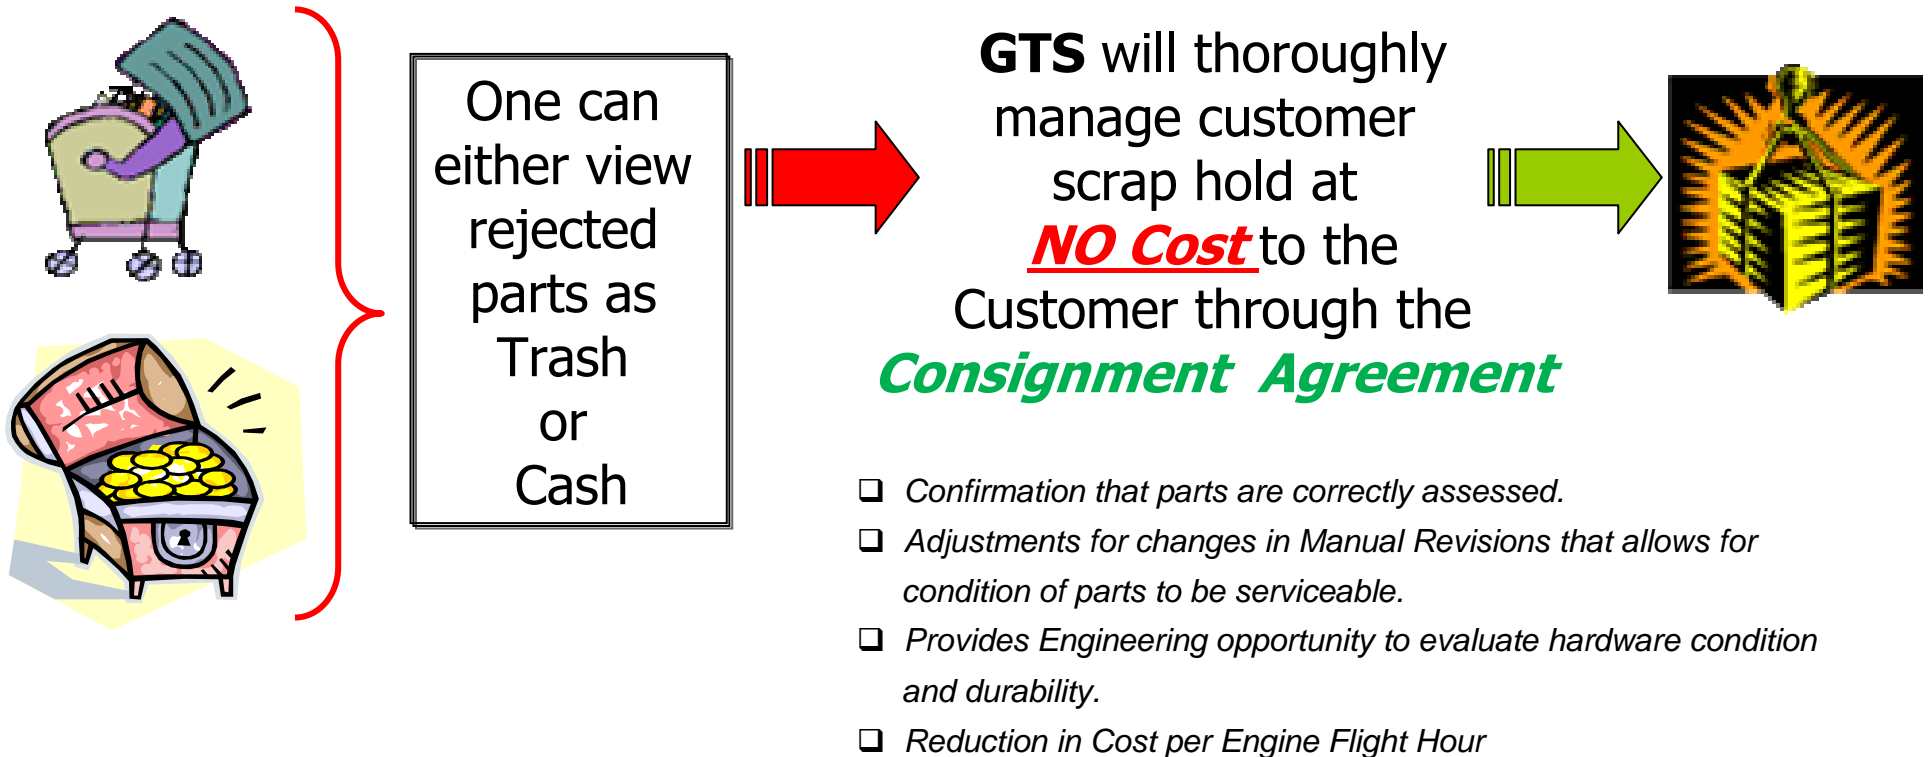 One can
either view
rejected
parts as
Trash
or
Cash
GTS will thoroughly
manage customer
scrap hold at
NO Cost to the
Customer through the
Consignment Agreement
❑ Confirmation that parts are correctly assessed.
❑ Adjustments for changes in Manual Revisions that allows for
condition of parts to be serviceable.
❑ Provides Engineering opportunity to evaluate hardware condition
and durability.
❑ Reduction in Cost per Engine Flight Hour